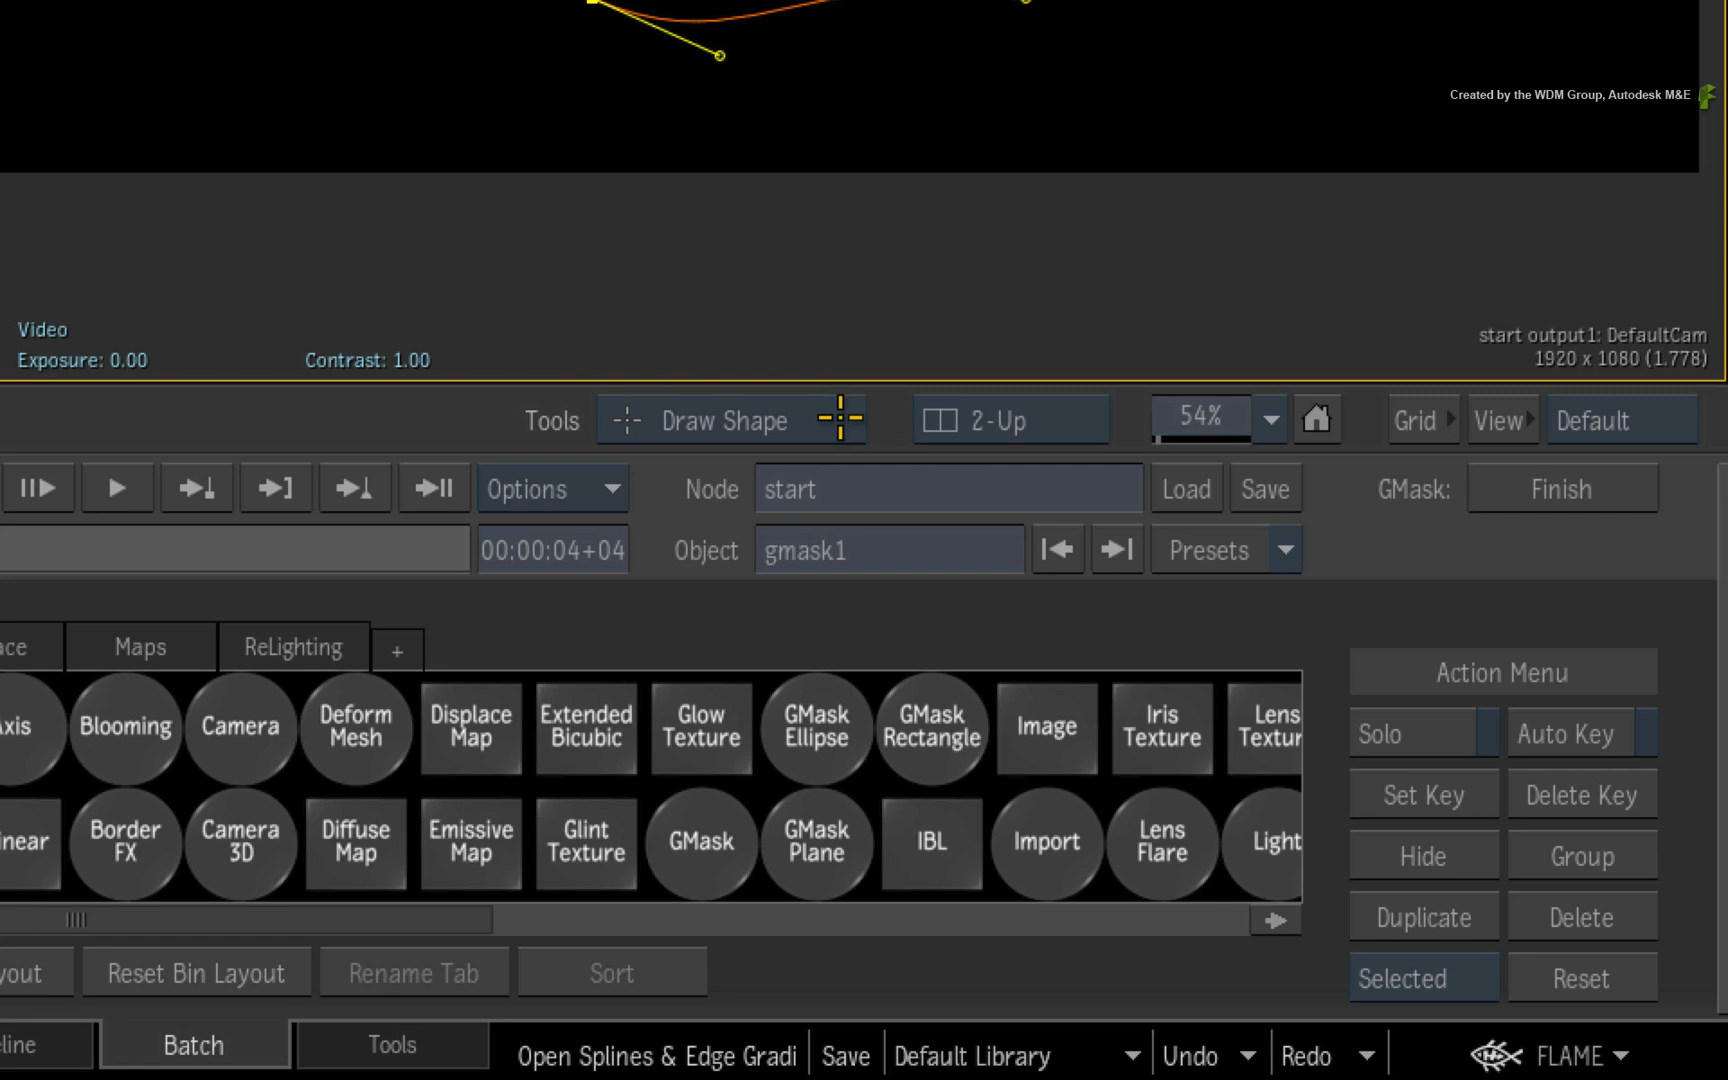 Created by the WDM Group, Autodesk M&E
Video
Exposure: 0.00 Contrast: 1.00
start output1: DefaultCam
1920 x 1080 (1.778)
Tools Draw Shape 2-Up 54% Grid View Default
Options Node start Load Save GMask: Finish
00:00:04+04 Object gmask1 Presets
ace Maps ReLighting +
Action Menu
xis Blooming Camera Deform Mesh Displace Map Extended Bicubic Glow Texture GMask Ellipse GMask Rectangle Image Iris Texture Lens Textur
Solo Auto Key
Set Key Delete Key
inear Border FX Camera 3D Diffuse Map Emissive Map Glint Texture GMask GMask Plane IBL Import Lens Flare Light
Hide Group
Duplicate Delete
yout Reset Bin Layout Rename Tab Sort
Selected Reset
line Batch Tools Open Splines & Edge Gradi Save Default Library Undo Redo FLAME